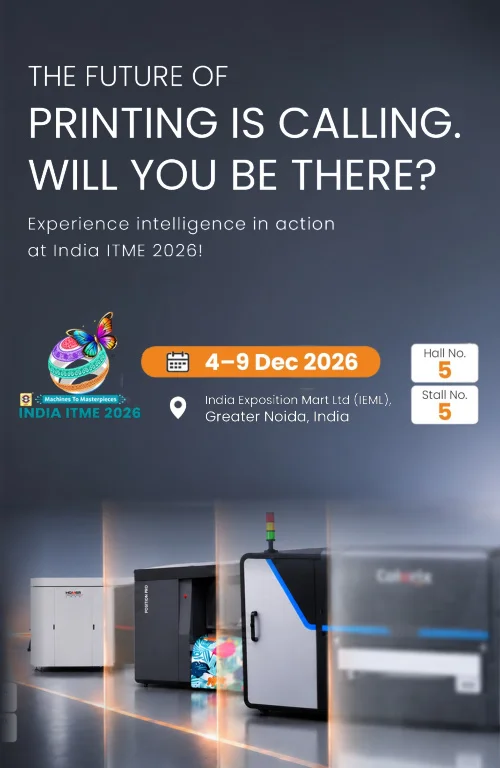 THE FUTURE OF
PRINTING IS CALLING.
WILL YOU BE THERE?
Experience intelligence in action
at India ITME 2026!
Machines To Masterpieces
INDIA ITME 2026
4–9 Dec 2026
India Exposition Mart Ltd (IEML),
Greater Noida, India
Hall No.
5
Stall No.
5
POSITION PRO